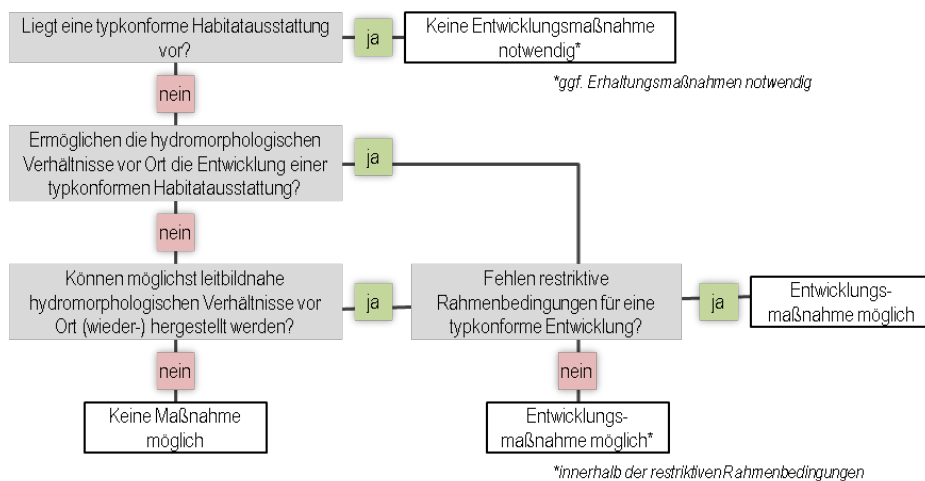 Liegt eine typkonforme Habitatausstattung
vor?
ja
Keine Entwicklungsmaßnahme
notwendig*
*ggf. Erhaltungsmaßnahmen notwendig
nein
Ermöglichen die hydromorphologischen
Verhältnisse vor Ort die Entwicklung einer
typkonformen Habitatausstattung?
ja
nein
Können möglichst leitbildnahe
hydromorphologischen Verhältnisse vor
Ort (wieder-) hergestellt werden?
ja
Fehlen restriktive
Rahmenbedingungen für eine
typkonforme Entwicklung?
ja
Entwicklungs-
maßnahme möglich
nein
nein
Keine Maßnahme
möglich
Entwicklungs-
maßnahme möglich*
*innerhalb der restriktiven Rahmenbedingungen